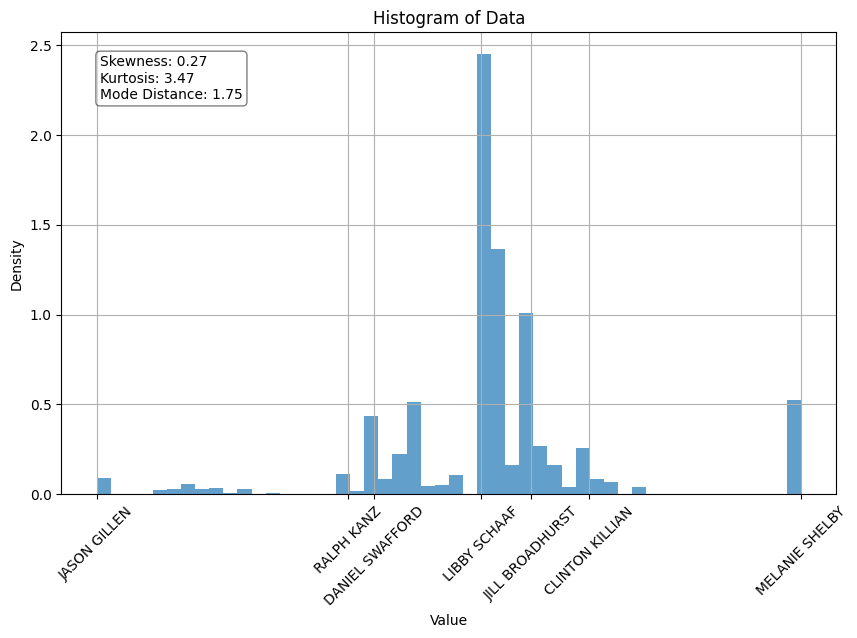 Histogram of Data
Skewness: 0.27
Kurtosis: 3.47
Mode Distance: 1.75
Density
2.5
2.0
1.5
1.0
0.5
0.0
JASON GILLEN
RALPH KANZ
DANIEL SWAFFORD
LIBBY SCHAAF
JILL BROADHURST
CLINTON KILLIAN
MELANIE SHELBY
Value